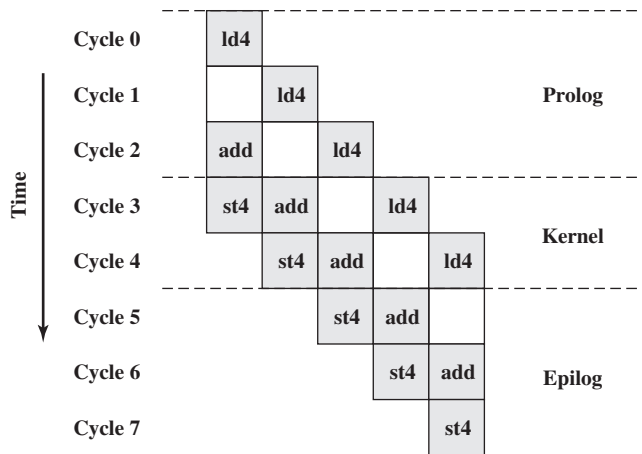 Cycle 0 ld4
Cycle 1 ld4 Prolog
Cycle 2 add ld4
Cycle 3 st4 add ld4
Kernel
Cycle 4 st4 add ld4
Cycle 5 st4 add
Cycle 6 st4 add Epilog
Cycle 7 st4
Time